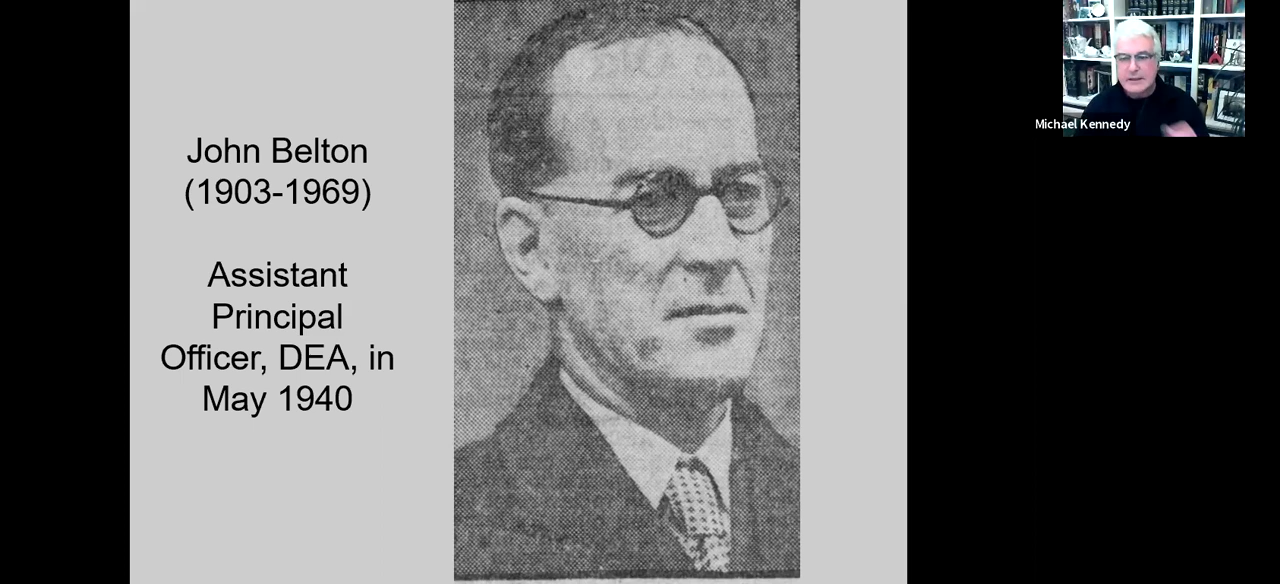 John Belton
(1903-1969)
Assistant
Principal
Officer, DEA, in
May 1940
Michael Kennedy